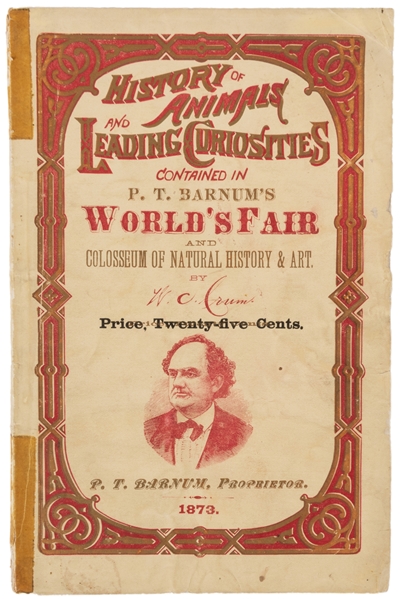 HISTORY OF
ANIMALS
AND
LEADING CURIOSITIES
CONTAINED IN
P. T. BARNUM'S
WORLD'S FAIR
AND
COLOSSEUM OF NATURAL HISTORY & ART.
BY
W. C. Crum
Price, Twenty-five Cents.
P. T. BARNUM, PROPRIETOR.
1873.